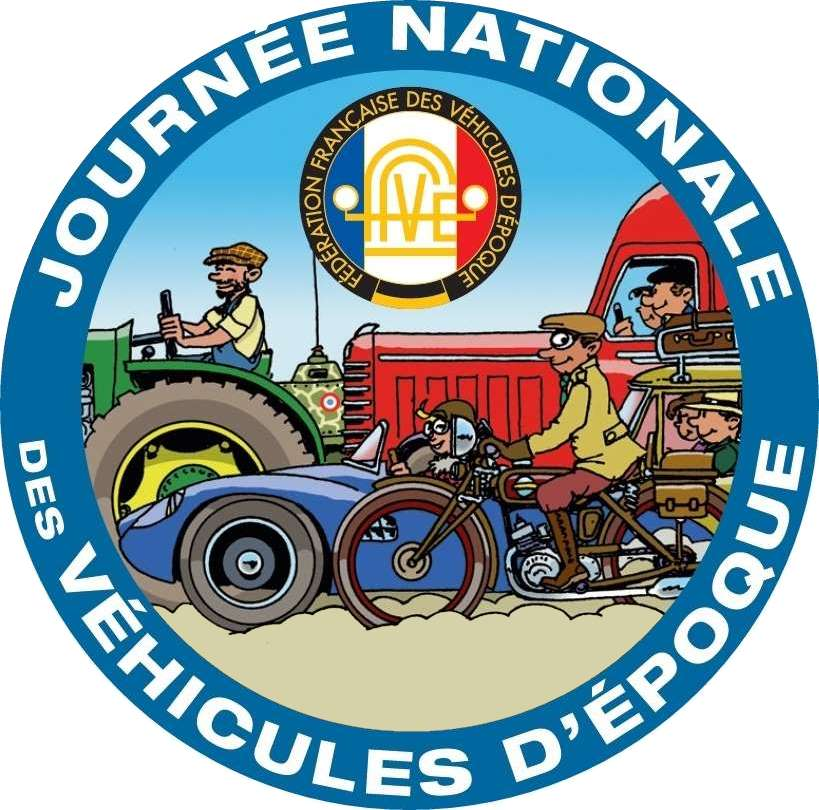 JOURNÉE NATIONALE
FÉDÉRATION FRANÇAISE DES VÉHICULES D'ÉPOQUE
FFVE
DES VÉHICULES D'ÉPOQUE